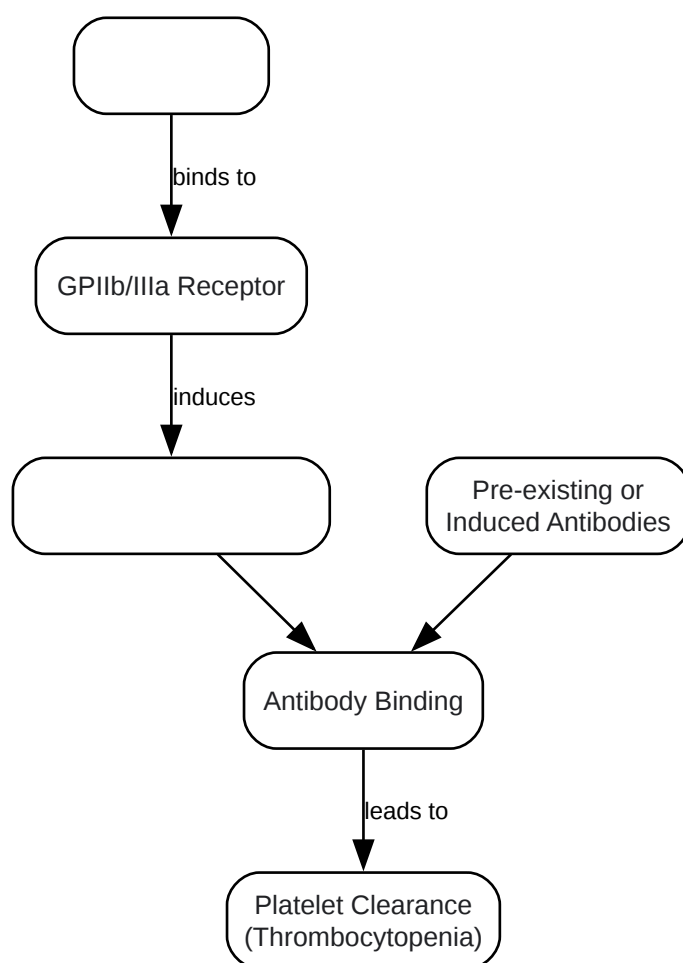 binds to
GPIIb/IIIa Receptor
induces
Pre-existing or
Induced Antibodies
Antibody Binding
leads to
Platelet Clearance
(Thrombocytopenia)